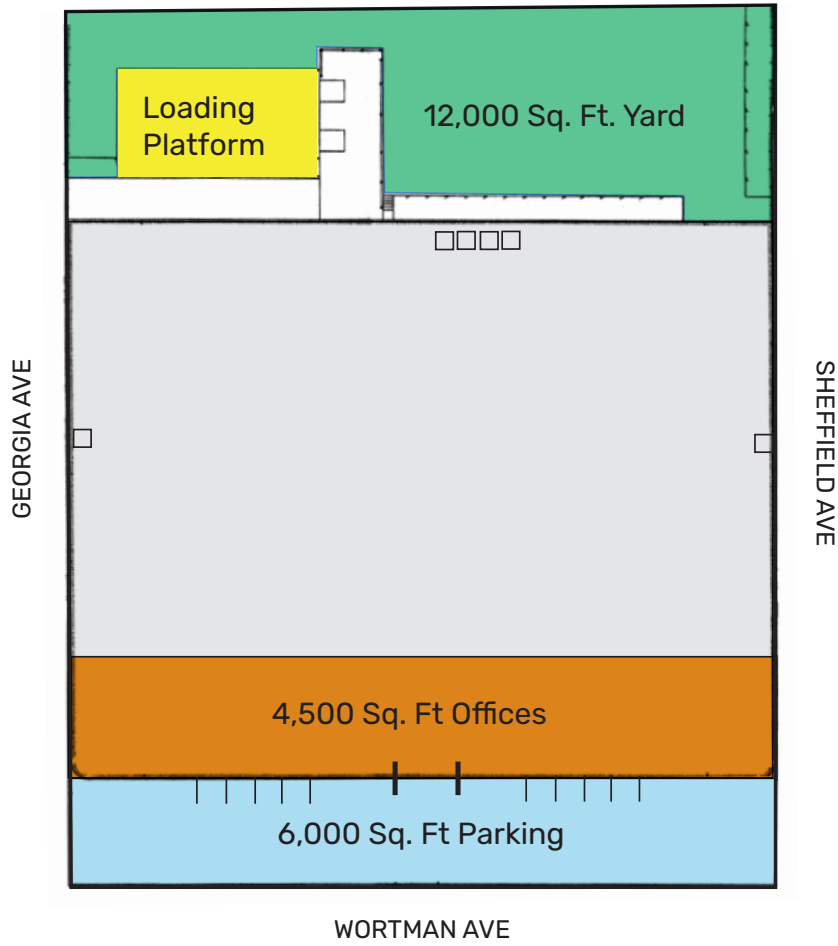 Loading
Platform
12,000 Sq. Ft. Yard
GEORGIA AVE
SHEFFIELD AVE
4,500 Sq. Ft Offices
6,000 Sq. Ft Parking
WORTMAN AVE